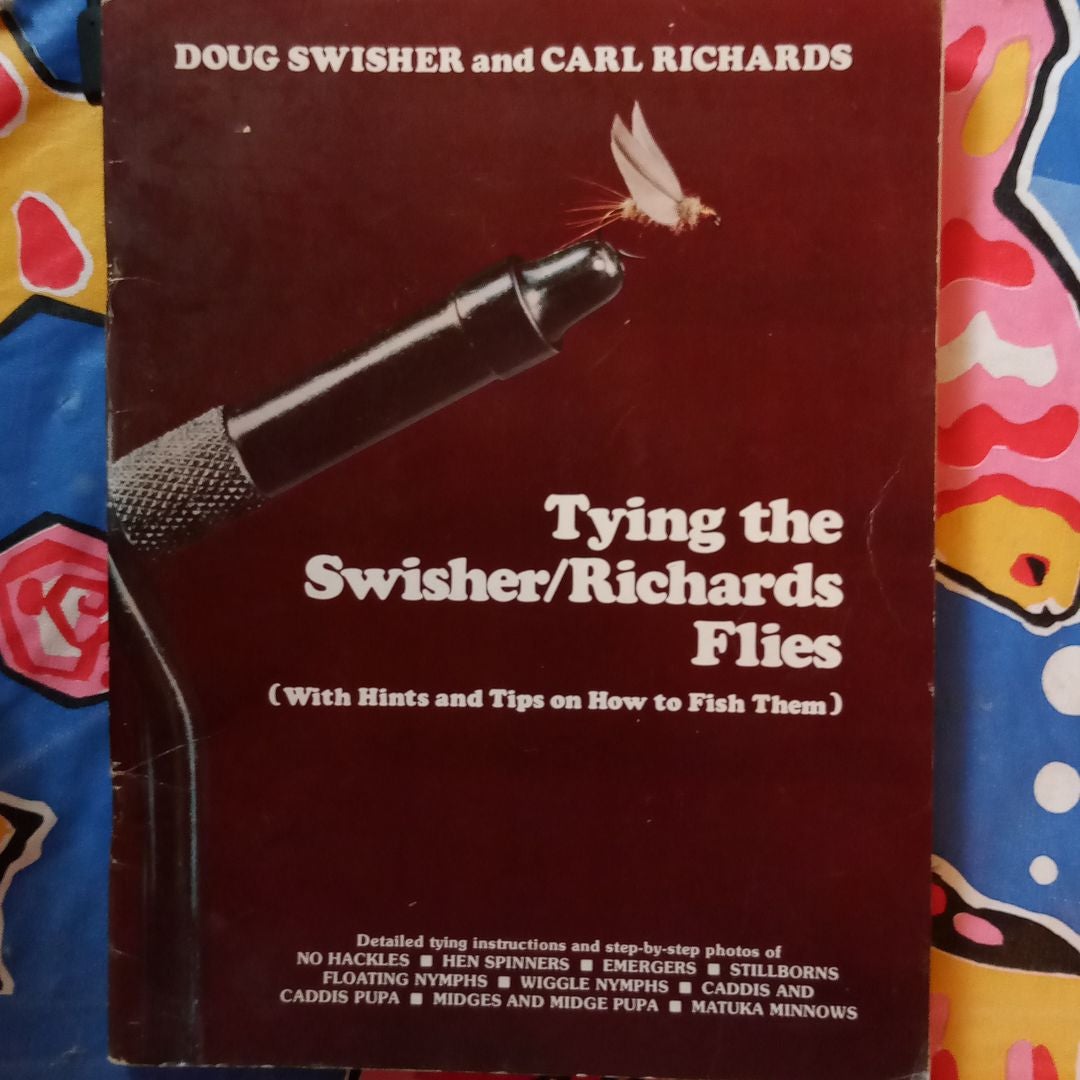 DOUG SWISHER and CARL RICHARDS
Tying the
Swisher/Richards
Flies
(With Hints and Tips on How to Fish Them)
Detailed tying instructions and step-by-step photos of
NO HACKLES ■ HEN SPINNERS ■ EMERGERS ■ STILLBORNS
FLOATING NYMPHS ■ WIGGLE NYMPHS ■ CADDIS AND
CADDIS PUPA ■ MIDGES AND MIDGE PUPA ■ MATUKA MINNOWS